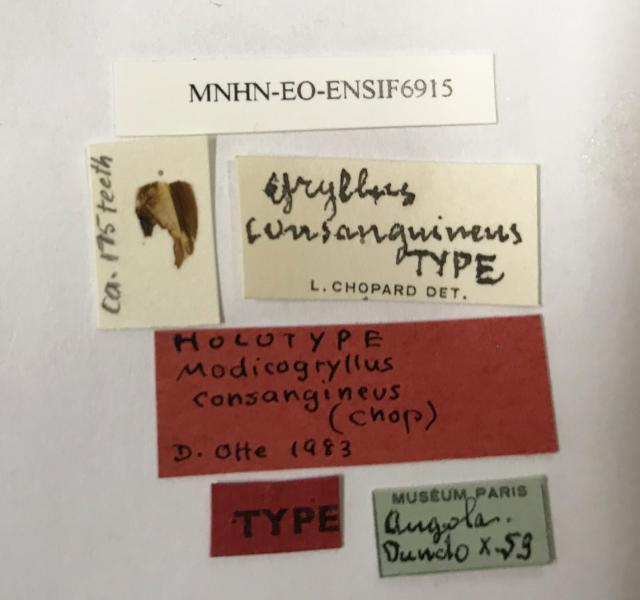 MNHN-EO-ENSIF6915
ca. 175 teeth
Gryllus
consanguineus
TYPE
L. CHOPARD DET.
HOLOTYPE
Modicogryllus
consangineus
(Chop)
D. Otte 1983
TYPE
MUSÉUM PARIS
Angola.
Dundo X-59